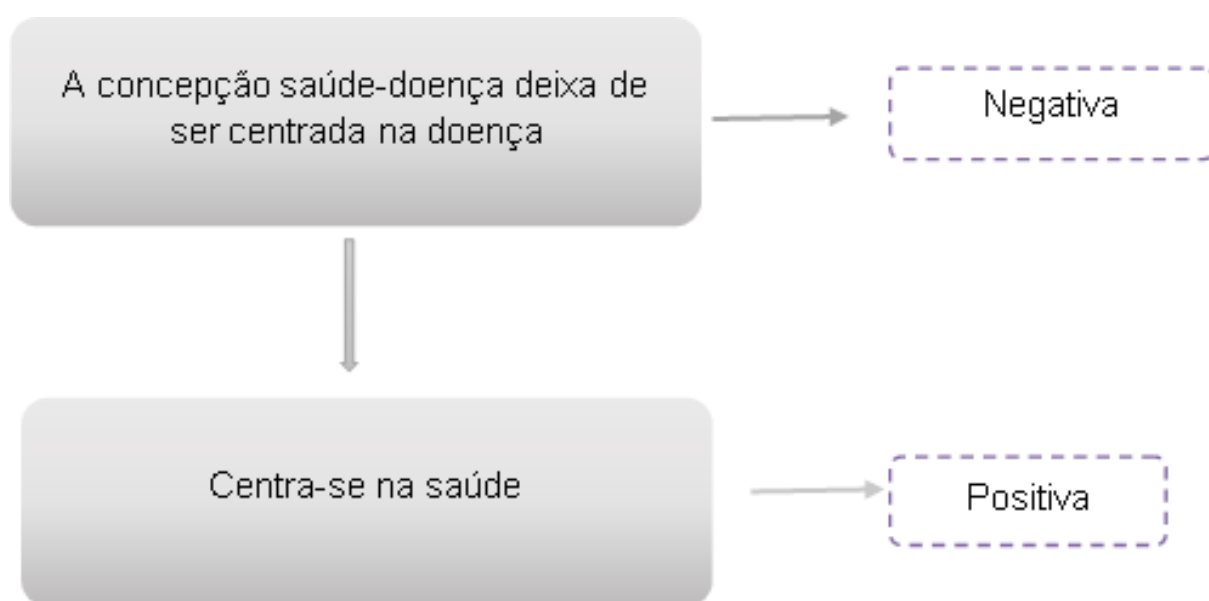 A concepção saúde-doença deixa de
ser centrada na doença
Negativa
Centra-se na saúde
Positiva